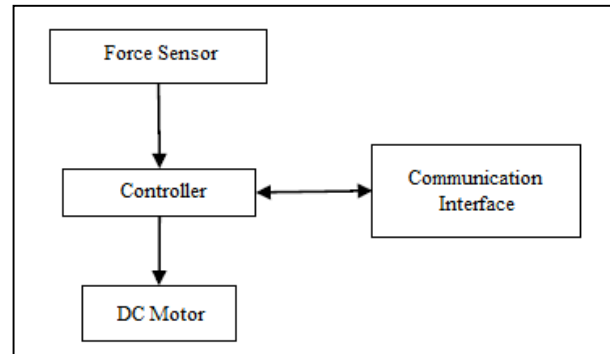 Force Sensor
Controller
Communication
Interface
DC Motor